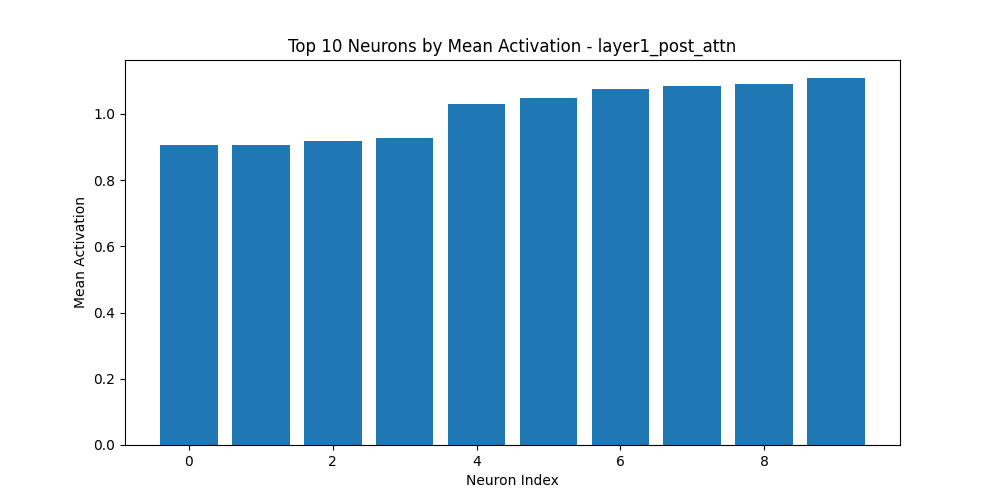 Top 10 Neurons by Mean Activation - layer1_post_attn
Mean Activation
1.0
0.8
0.6
0.4
0.2
0.0
0 2 4 6 8
Neuron Index